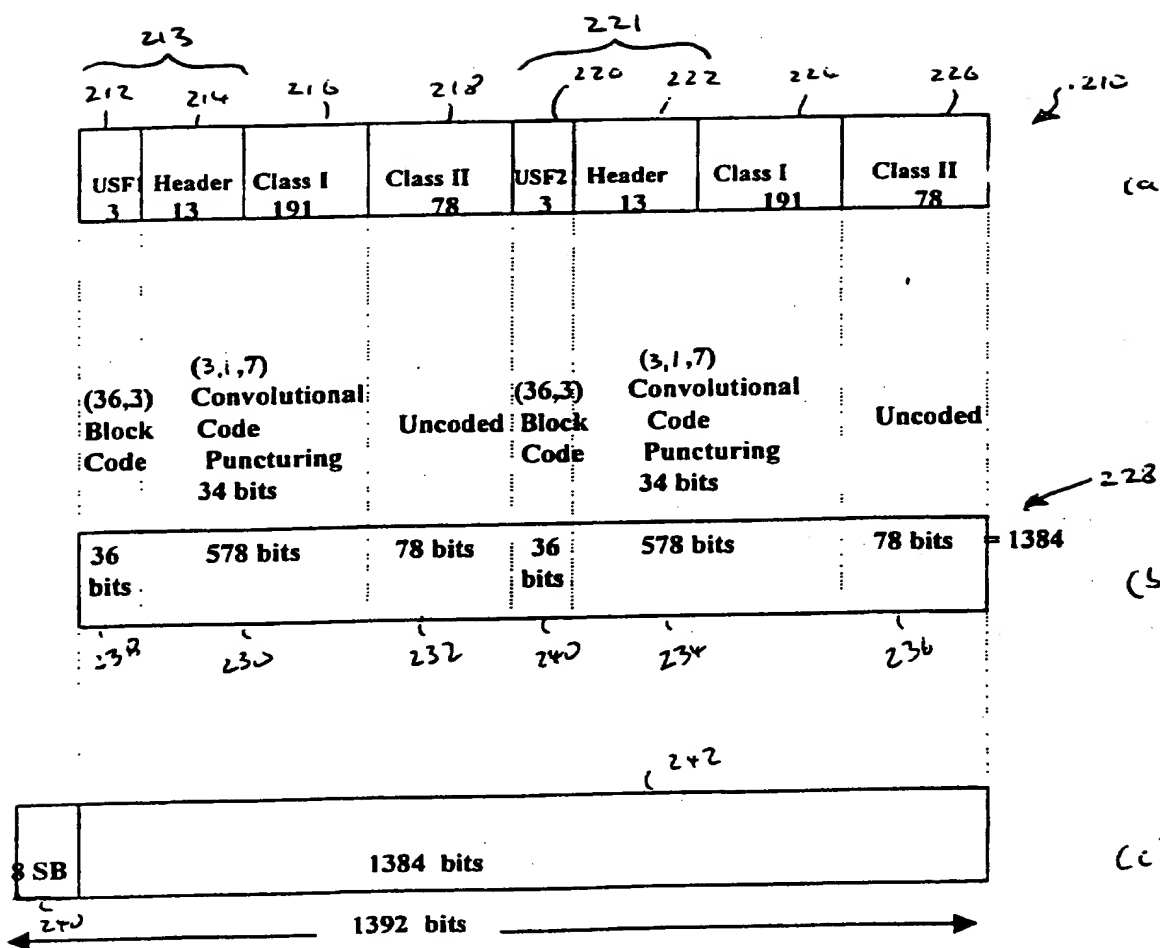 213 221
212 214 216 218 220 222 224 226 210
USF1 Header Class I Class II USF2 Header Class I Class II
3 13 191 78 3 13 191 78
(a
(36,3) Block Code
(3,1,7) Convolutional Code Puncturing 34 bits
Uncoded
(36,3) Block Code
(3,1,7) Convolutional Code Puncturing 34 bits
Uncoded
228
36 bits 578 bits 78 bits 36 bits 578 bits 78 bits = 1384
(b
238 230 232 240 234 236
242
8 SB 1384 bits
(c
240
1392 bits